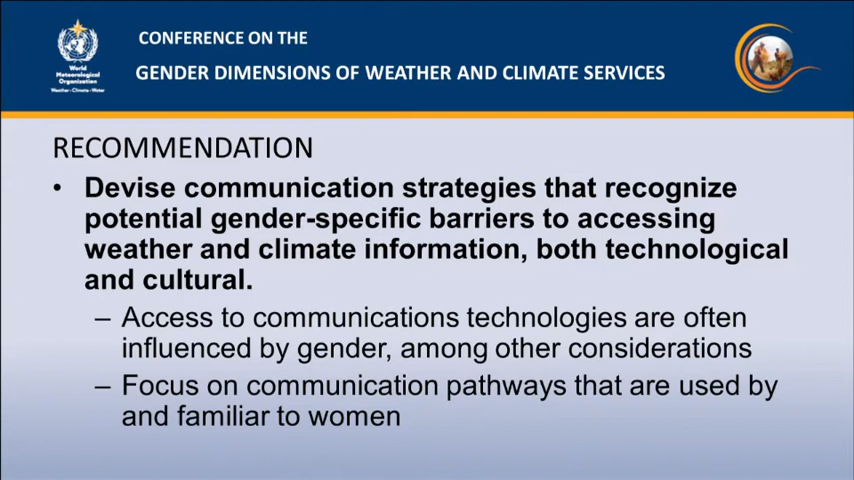 CONFERENCE ON THE
GENDER DIMENSIONS OF WEATHER AND CLIMATE SERVICES
World
Meteorological
Organization
Weather • Climate • Water
RECOMMENDATION
• Devise communication strategies that recognize
potential gender-specific barriers to accessing
weather and climate information, both technological
and cultural.
– Access to communications technologies are often
influenced by gender, among other considerations
– Focus on communication pathways that are used by
and familiar to women